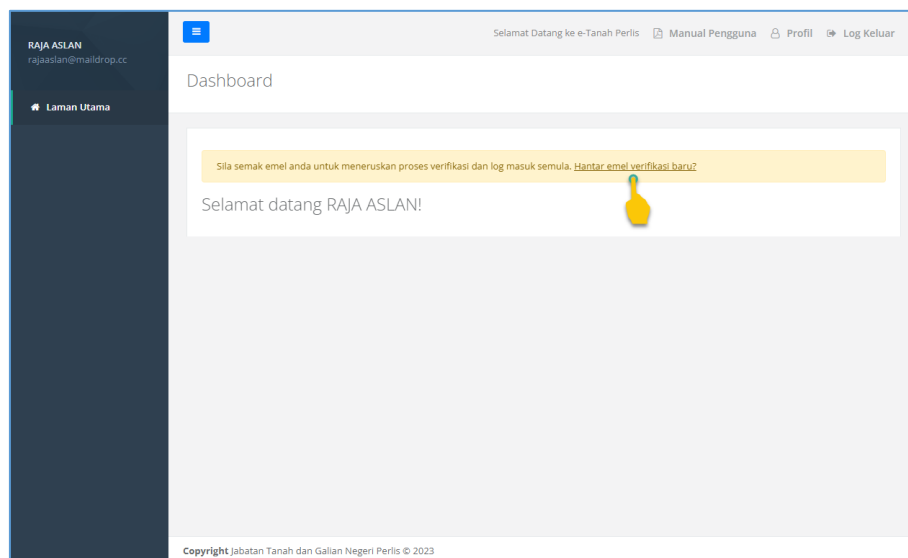 RAJA ASLAN
rajaaslan@maildrop.cc
Laman Utama
Selamat Datang ke e-Tanah Perlis Manual Pengguna Profil Log Keluar
Dashboard
Sila semak emel anda untuk meneruskan proses verifikasi dan log masuk semula. Hantar emel verifikasi baru?
Selamat datang RAJA ASLAN!
Copyright Jabatan Tanah dan Galian Negeri Perlis © 2023